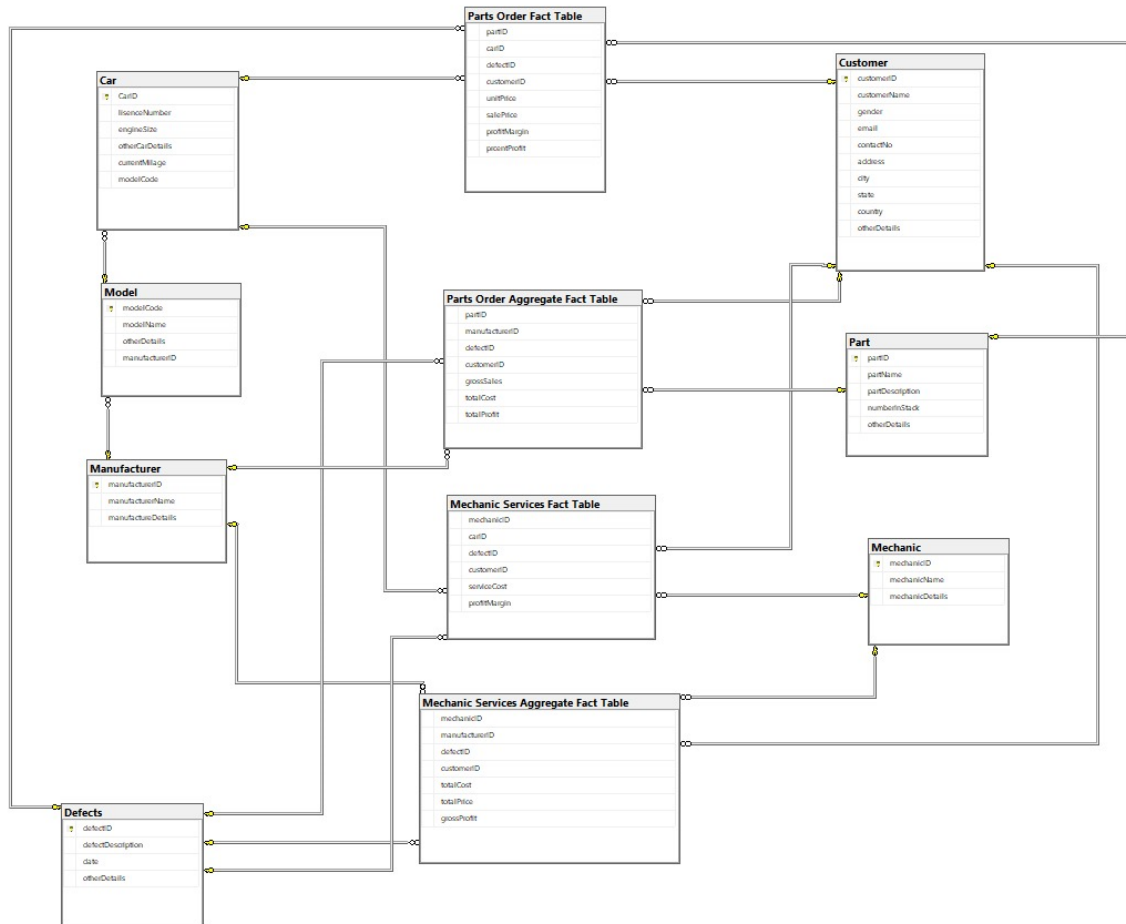 Parts Order Fact Table
partID
carID
defectID
customerID
unitPrice
salePrice
profitMargin
prcentProfit
Car
CarID
lisenceNumber
engineSize
otherCarDetails
currentMillage
modelCode
Customer
customerID
customerName
gender
email
contactNo
address
city
state
country
otherDetails
Model
modelCode
modelName
otherDetails
manufacturerID
Parts Order Aggregate Fact Table
partID
manufacturerID
defectID
customerID
grossSales
totalCost
totalProfit
Part
partID
partName
partDescription
numberInStack
otherDetails
Manufacturer
manufacturerID
manufacturerName
manufactureDetails
Mechanic Services Fact Table
mechanicID
carID
defectID
customerID
serviceCost
profitMargin
Mechanic
mechanicID
mechanicName
mechanicDetails
Mechanic Services Aggregate Fact Table
mechanicID
manufacturerID
defectID
customerID
totalCost
totalPrice
grossProfit
Defects
defectID
defectDescription
date
otherDetails